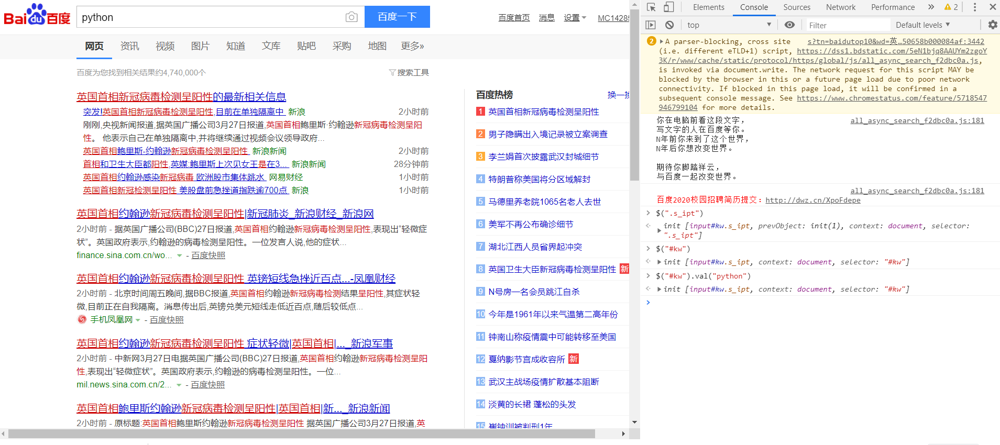 Bai du 百度
python
百度一下
百度首页 消息 设置 MC1428
网页 资讯 视频 图片 知道 文库 贴吧 采购 地图 更多»
百度为您找到相关结果约4,740,000个
搜索工具
英国首相新冠病毒检测呈阳性的最新相关信息
突发!英国首相新冠病毒检测呈阳性,目前在单独隔离中 新浪 2小时前
刚刚,央视新闻报道,据英国广播公司3月27日报道,英国首相鲍里斯·约翰逊新冠病毒检测呈阳
性。 他表示自己在单独隔离中,并将继续通过视频会议领导政府...
英国首相鲍里斯-约翰逊新冠病毒检测呈阳性 新浪新闻 2小时前
首相和卫生大臣都阳性,英媒:鲍里斯上次见女王是在3... 新浪新闻 28分钟前
英国首相约翰逊感染新冠病毒 欧洲股市集体跳水 网易财经 1小时前
英国首相新冠检测呈阳性 美股盘前急挫道指跌逾700点 新浪 1小时前
英国首相约翰逊新冠病毒检测呈阳性|新冠肺炎_新浪财经_新浪网
2小时前 - 据英国广播公司(BBC)27日报道,英国首相约翰逊新冠病毒检测呈阳性,表现出“轻微症
状”。英国政府表示,约翰逊的病毒检测呈阳性。一位发言人说,他的症状...
finance.sina.com.cn/wo... - 百度快照
英国首相约翰逊新冠病毒检测呈阳性 英镑短线急挫近百点...-凤凰财经
2小时前 - 北京时间周五晚间,据BBC报道,英国首相约翰逊新冠病毒检测结果呈阳性,其症状轻
微,目前正在自我隔离。消息传出后,英镑兑美元短线走低近百点,随后较低点...
手机凤凰网 - 百度快照
英国首相约翰逊新冠病毒检测呈阳性 症状轻微|英国首相|..._新浪军事
2小时前 - 中新网3月27日电据英国广播公司(BBC)27日报道,英国首相约翰逊新冠病毒检测呈阳
性,表现出“轻微症状”。英国政府表示,约翰逊的病毒检测呈阳性。一位...
mil.news.sina.com.cn/2... - 百度快照
英国首相鲍里斯约翰逊新冠病毒检测呈阳性|英国首相|新..._新浪新闻
2小时前 - 原标题:英国首相鲍里斯约翰逊新冠病毒检测呈阳性 据英国广播公司3月27日报道,英
百度热榜 换一换
1 英国首相新冠病毒检测呈阳性
2 男子隐瞒出入境记录被立案调查
3 李兰娟首次披露武汉封城细节
4 特朗普称美国将分区域解封
5 马德里养老院1065名老人去世
6 美军不再公布确诊细节
7 湖北江西人员省界起冲突
8 英国卫生大臣新冠病毒检测呈阳性 新
9 N号房一名会员跳江自杀
10 今年是1961年以来气温第二高年份
11 钟南山称疫情震中可能转移至美国
12 戛纳影节宫成收容所 新
13 武汉主战场疫情扩散基本阻断
14 淡黄的长裙 蓬松的头发
15 崔钟训被判刑1年
Elements Console Sources Network Performance » 2
top Filter Default levels
2 A parser-blocking, cross site s?tn=baidutop10&wd=英…50658b000084af:3442
(i.e. different eTLD+1) script, https://dss1.bdstatic.com/5eN1bjq8AAUYm2zgoY
3K/r/www/cache/static/protocol/https/global/js/all_async_search_f2dbc0a.js,
is invoked via document.write. The network request for this script MAY be
blocked by the browser in this or a future page load due to poor network
connectivity. If blocked in this page load, it will be confirmed in a
subsequent console message. See https://www.chromestatus.com/feature/5718547
946799104 for more details.
你在电脑前看这段文字, all_async_search_f2dbc0a.js:181
写文字的人在百度等你。
N年前你来到了这个世界,
N年后你想改变世界。
期待你脚踏祥云,
与百度一起改变世界。
all_async_search_f2dbc0a.js:181
百度2020校园招聘简历提交:http://dwz.cn/XpoFdepe
$(".s_ipt")
init [input#kw.s_ipt, prevObject: init(1), context: document, selector:
".s_ipt"]
$("#kw")
init [input#kw.s_ipt, context: document, selector: "#kw"]
$("#kw").val("python")
init [input#kw.s_ipt, context: document, selector: "#kw"]